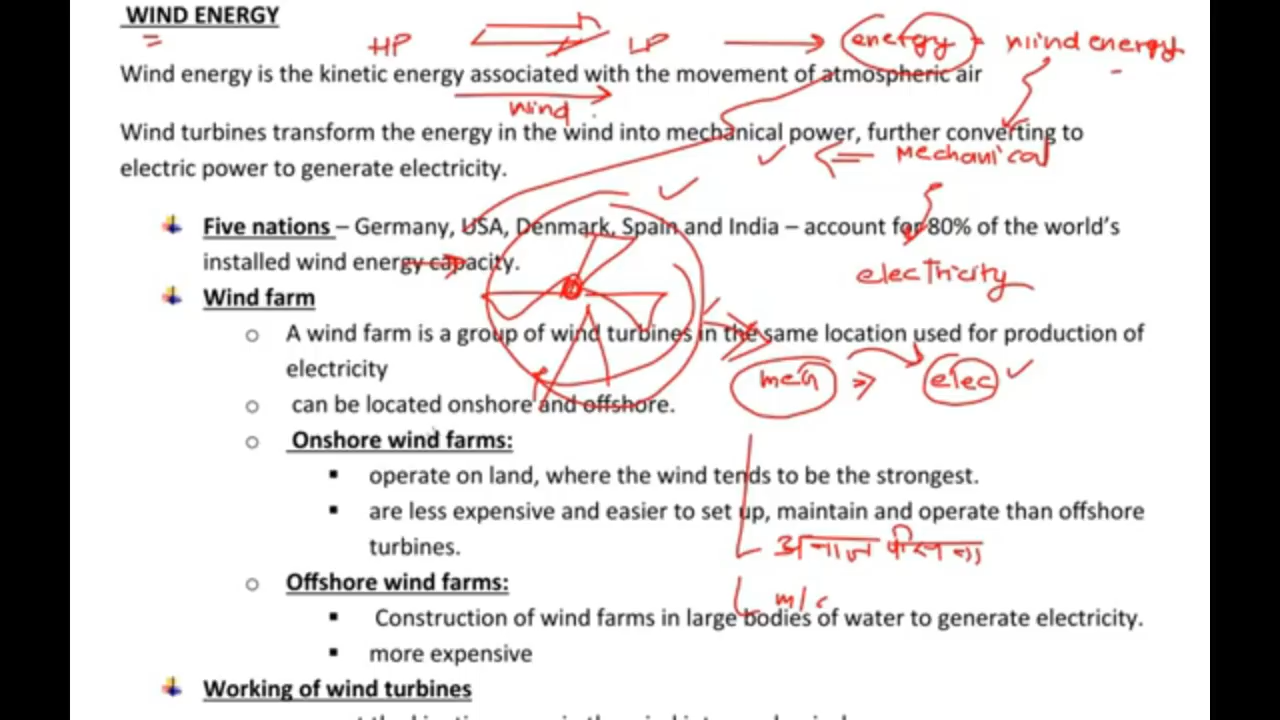 WIND ENERGY
HP LP energy - wind energy
Wind energy is the kinetic energy associated with the movement of atmospheric air
wind
Wind turbines transform the energy in the wind into mechanical power, further converting to
mechanical
electric power to generate electricity.
Five nations – Germany, USA, Denmark, Spain and India – account for 80% of the world's
installed wind energy capacity.
electricity
Wind farm
o A wind farm is a group of wind turbines in the same location used for production of
electricity
mech elec
o can be located onshore and offshore.
o Onshore wind farms:
▪ operate on land, where the wind tends to be the strongest.
▪ are less expensive and easier to set up, maintain and operate than offshore
turbines.
अनाज
o Offshore wind farms:
m/c
▪ Construction of wind farms in large bodies of water to generate electricity.
▪ more expensive
Working of wind turbines